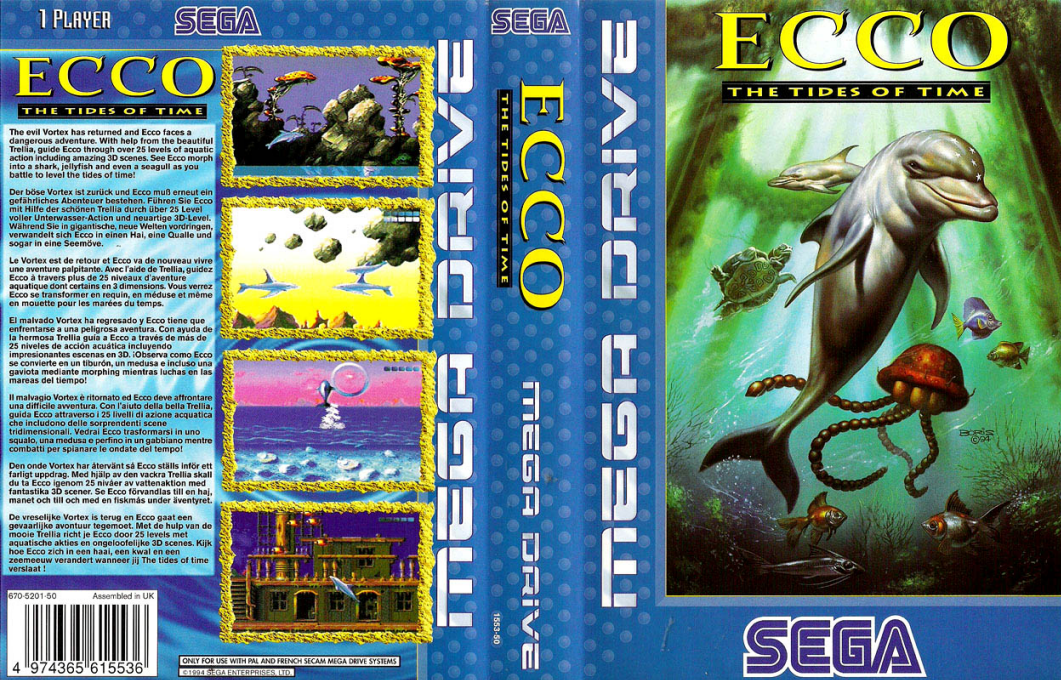 1 PLAYER
SEGA
ECCO
THE TIDES OF TIME
The evil Vortex has returned and Ecco faces a
dangerous adventure. With help from the beautiful
Trellia, guide Ecco through over 25 levels of aquatic
action including amazing 3D scenes. See Ecco morph
into a shark, jellyfish and even a seagull as you
battle to level the tides of time!
Der böse Vortex ist zurück und Ecco muß erneut ein
gefährliches Abenteuer bestehen. Führen Sie Ecco
mit Hilfe der schönen Trellia durch über 25 Level
voller Unterwasser-Action und neuartige 3D-Level.
Während Sie in gigantische, neue Welten vordringen,
verwandelt sich Ecco in einen Hai, eine Qualle und
sogar in eine Seemöve.
Le Vortex est de retour et Ecco va de nouveau vivre
une aventure palpitante. Avec l'aide de Trellia, guidez
Ecco à travers plus de 25 niveaux d'aventure
aquatique dont certains en 3 dimensions. Vous verrez
Ecco se transformer en requin, en méduse et même
en mouette pour les marées du temps.
El malvado Vortex ha regresado y Ecco tiene que
enfrentarse a una peligrosa aventura. Con ayuda de
la hermosa Trellia guía a Ecco a través de más de
25 niveles de acción acuática incluyendo
impresionantes escenas en 3D. ¡Observa como Ecco
se convierte en un tiburón, un medusa e incluso una
gaviota mediante morphing mientras luchas en las
mareas del tiempo!
Il malvagio Vortex è ritornato ed Ecco deve affrontare
una difficile avventura. Con l'aiuto della bella Trellia,
guida Ecco attraverso i 25 livelli di azione acquatica
che includono delle sorprendenti scene
tridimensionali. Vedrai Ecco trasformarsi in uno
squalo, una medusa e perfino in un gabbiano mentre
combatti per spianare le ondate del tempo!
Den onde Vortex har återvänt så Ecco ställs inför ett
farligt uppdrag. Med hjälp av den vackra Trellia skall
du ta Ecco igenom 25 nivåer av vattenaktion med
fantastika 3D scener. Se Ecco förvandlas till en haj,
manet och till och med en fiskmås under äventyret.
De vreselijke Vortex is terug en Ecco gaat een
gevaarlijke avontuur tegemoet. Met de hulp van de
mooie Trellia richt je Ecco door 25 levels met
aquatische akties en ongelooflijke 3D scenes. Kijk
hoe Ecco zich in een haai, een kwal en een
zeemeeuw verandert wanneer jij The tides of time
verslaat !
670-5201-50 Assembled in UK
4 974365 615536
ONLY FOR USE WITH PAL AND FRENCH SECAM MEGA DRIVE SYSTEMS
©1994 SEGA ENTERPRISES, LTD.
MEGA DRIVE
SEGA
ECCO
THE TIDES OF TIME
MEGA DRIVE
1553-50
MEGA DRIVE
ECCO
THE TIDES OF TIME
BORIS
©94
SEGA